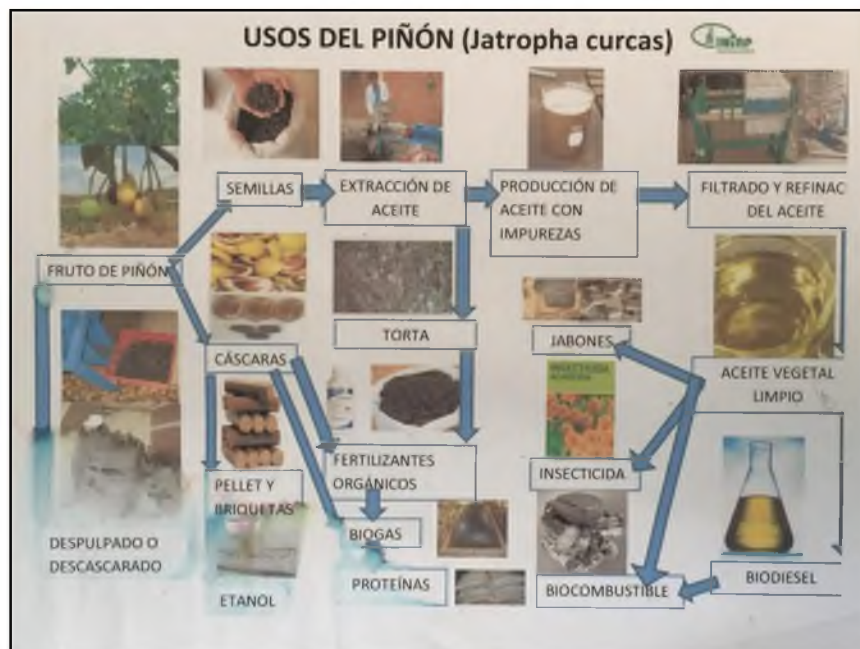 USOS DEL PIÑÓN (Jatropha curcas)
SEMILLAS
EXTRACCIÓN DE
ACEITE
PRODUCCIÓN DE
ACEITE CON
IMPUREZAS
FILTRADO Y REFINAC
DEL ACEITE
FRUTO DE PIÑÓN
CÁSCARAS
TORTA
JABONES
ACEITE VEGETAL
LIMPIO
INSECTICIDA
PELLET Y
BRIQUETAS
FERTILIZANTES
ORGÁNICOS
INSECTICIDA
DESPULPADO O
DESCASCARADO
BIOGAS
ETANOL
PROTEÍNAS
BIOCOMBUSTIBLE
BIODIESEL